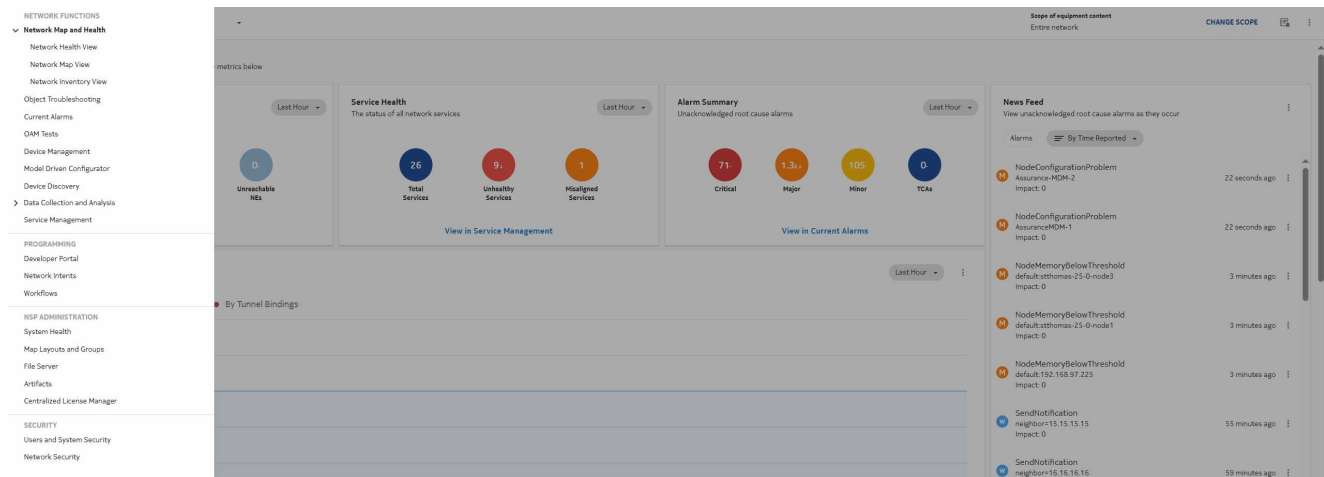 NETWORK FUNCTIONS
Network Map and Health
Network Health View
Network Map View
Network Inventory View
Object Troubleshooting
Current Alarms
OAM Tests
Device Management
Model Driven Configurator
Device Discovery
Data Collection and Analysis
Service Management
PROGRAMMING
Developer Portal
Network Intents
Workflows
NSP ADMINISTRATION
System Health
Map Layouts and Groups
File Server
Artifacts
Centralized License Manager
SECURITY
Users and System Security
Network Security
Scope of equipment content
Entire network
CHANGE SCOPE
metrics below
Last Hour
0
Unreachable
NEs
Service Health
The status of all network services
Last Hour
26
Total
Services
9
Unhealthy
Services
1
Misaligned
Services
View in Service Management
Alarm Summary
Unacknowledged root cause alarms
Last Hour
71
Critical
1.3k
Major
105
Minor
0
TCAs
View in Current Alarms
Last Hour
By Tunnel Bindings
News Feed
View unacknowledged root cause alarms as they occur
Alarms
By Time Reported
M
NodeConfigurationProblem
Assurance-MDM-2
Impact: 0
22 seconds ago
M
NodeConfigurationProblem
AssuranceMDM-1
Impact: 0
22 seconds ago
M
NodeMemoryBelowThreshold
default:stthomas-25-0-node3
Impact: 0
3 minutes ago
M
NodeMemoryBelowThreshold
default:stthomas-25-0-node1
Impact: 0
3 minutes ago
M
NodeMemoryBelowThreshold
default:192.168.97.225
Impact: 0
3 minutes ago
W
SendNotification
neighbor=15.15.15.15
Impact: 0
55 minutes ago
W
SendNotification
neighbor=16.16.16.16
59 minutes ago